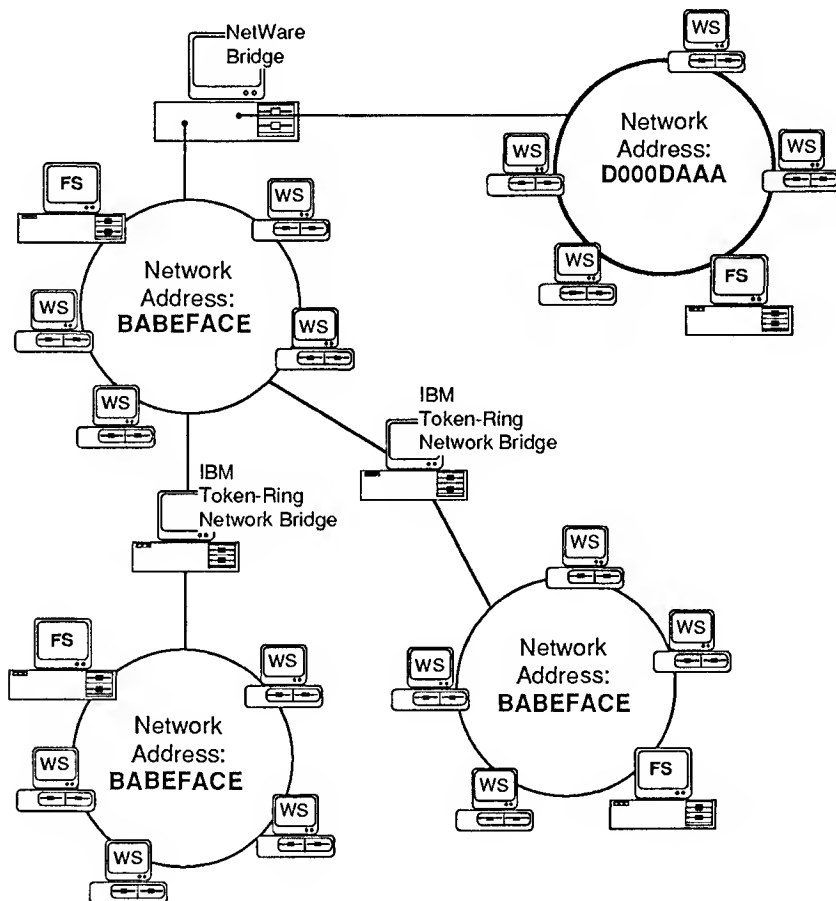 NetWare
Bridge
WS
WS
WS
WS
FS
Network
Address:
D000DAAA
FS
WS
WS
WS
WS
Network
Address:
BABEFACE
IBM
Token-Ring
Network Bridge
IBM
Token-Ring
Network Bridge
FS
WS
WS
WS
WS
Network
Address:
BABEFACE
WS
WS
WS
WS
FS
Network
Address:
BABEFACE